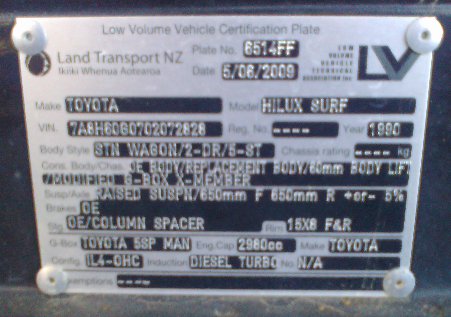 Low Volume Vehicle Certification Plate
Land Transport NZ
Ikiiki Whenua Aotearoa
Plate No. 6514FF
Date 5/06/2009
LOW VOLUME VEHICLE TECHNICAL ASSOCIATION Inc
LV
Make TOYOTA Model HILUX SURF
VIN. 7A8H60G0702072828 Reg. No. ---- Year 1990
Body Style STN WAGON/2-DR/5-ST Chassis rating ---- kg
Cons. Body/Chas. OE BODY/REPLACEMENT BODY/50mm BODY LIFT
/MODIFIED G-BOX X-MEMBER
Susp/Axle RAISED SUSPN/650mm F 650mm R +or- 5%
Brakes OE
Stg OE/COLUMN SPACER Rim 15X8 F&R
G-Box TOYOTA 5SP MAN Eng.Cap 2980cc Make TOYOTA
Config. IL4-OHC Induction DIESEL TURBO No N/A
Exemptions ----